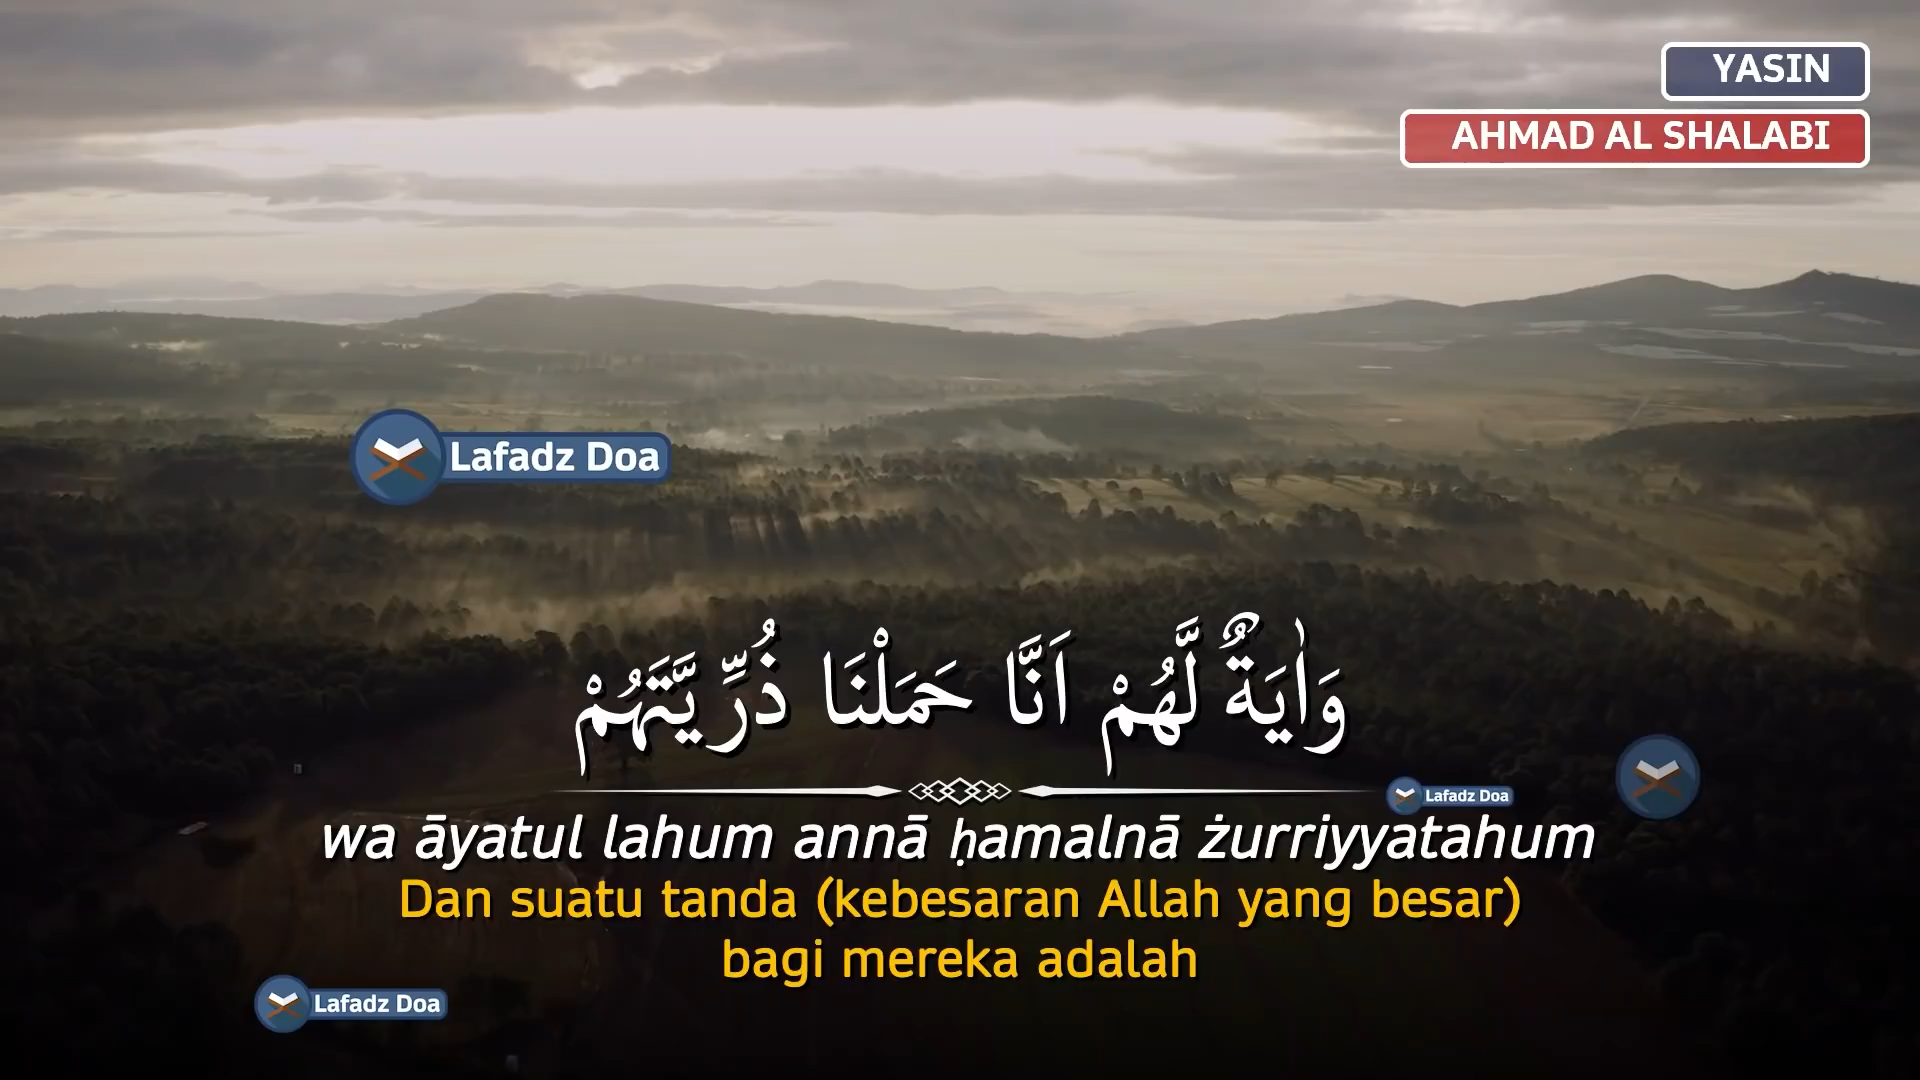 YASIN
AHMAD AL SHALABI
Lafadz Doa
وَاٰيَةٌ لَّهُمْ اَنَّا حَمَلْنَا ذُرِّيَّتَهُمْ
Lafadz Doa
wa āyatul lahum annā ḥamalnā żurriyyatahum
Dan suatu tanda (kebesaran Allah yang besar)
bagi mereka adalah
Lafadz Doa